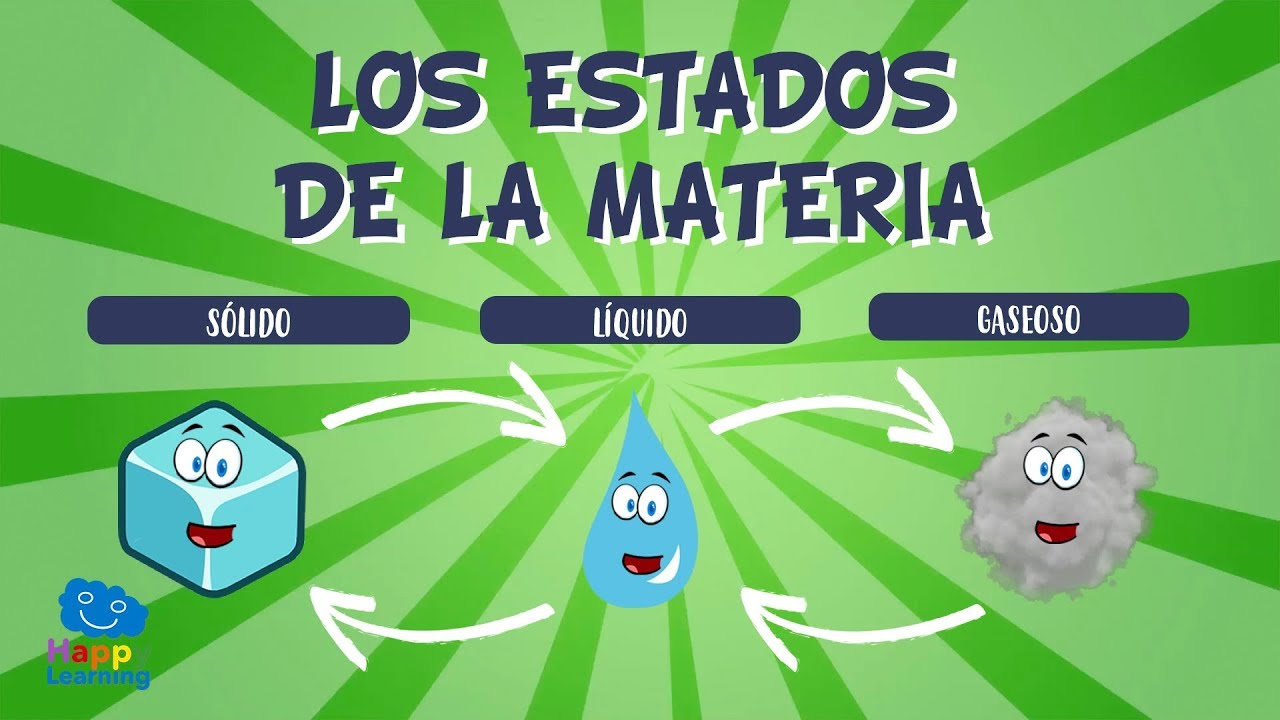 LOS ESTADOS
DE LA MATERIA
SÓLIDO
LÍQUIDO
GASEOSO
Happy
Learning